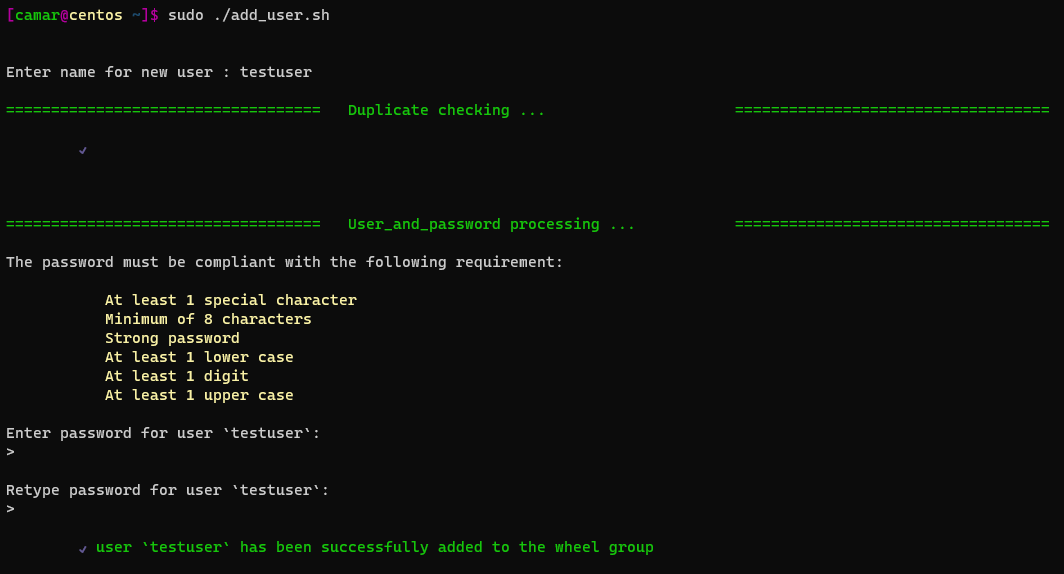 [camar@centos ~]$ sudo ./add_user.sh
Enter name for new user : testuser
=================================== Duplicate checking ... ===================================
✓
=================================== User_and_password processing ... ===================================
The password must be compliant with the following requirement:
At least 1 special character
Minimum of 8 characters
Strong password
At least 1 lower case
At least 1 digit
At least 1 upper case
Enter password for user `testuser`:
>
Retype password for user `testuser`:
>
✓ user `testuser` has been successfully added to the wheel group